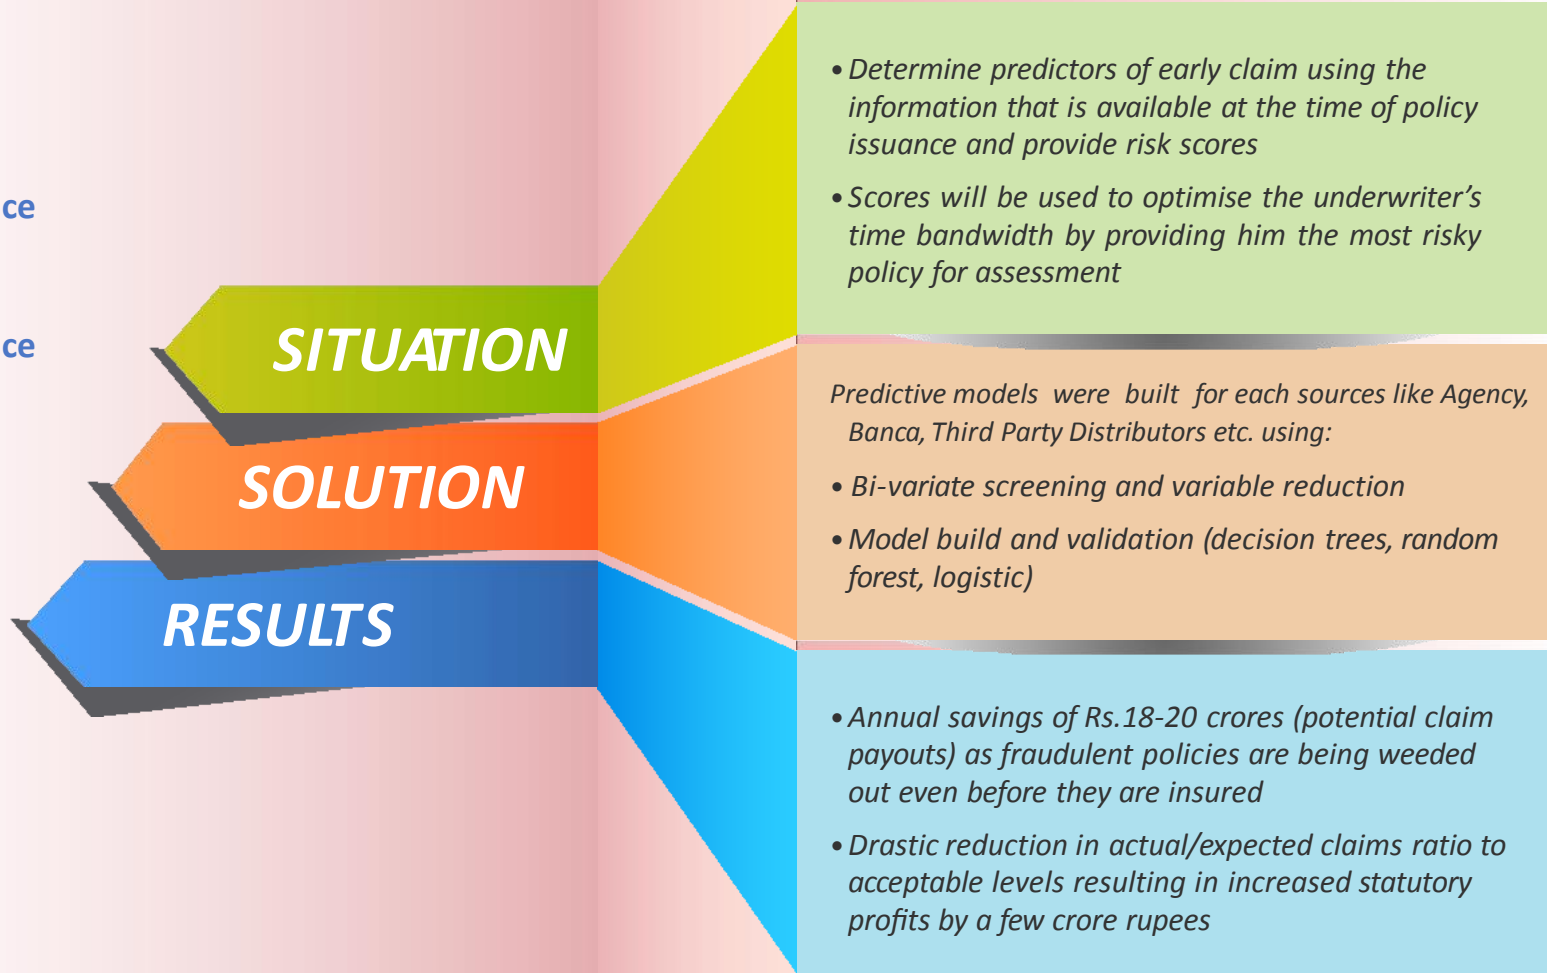 ce
ce
SITUATION
SOLUTION
RESULTS
• Determine predictors of early claim using the
information that is available at the time of policy
issuance and provide risk scores
• Scores will be used to optimise the underwriter’s
time bandwidth by providing him the most risky
policy for assessment
Predictive models were built for each sources like Agency,
Banca, Third Party Distributors etc. using:
• Bi-variate screening and variable reduction
• Model build and validation (decision trees, random
forest, logistic)
• Annual savings of Rs.18-20 crores (potential claim
payouts) as fraudulent policies are being weeded
out even before they are insured
• Drastic reduction in actual/expected claims ratio to
acceptable levels resulting in increased statutory
profits by a few crore rupees